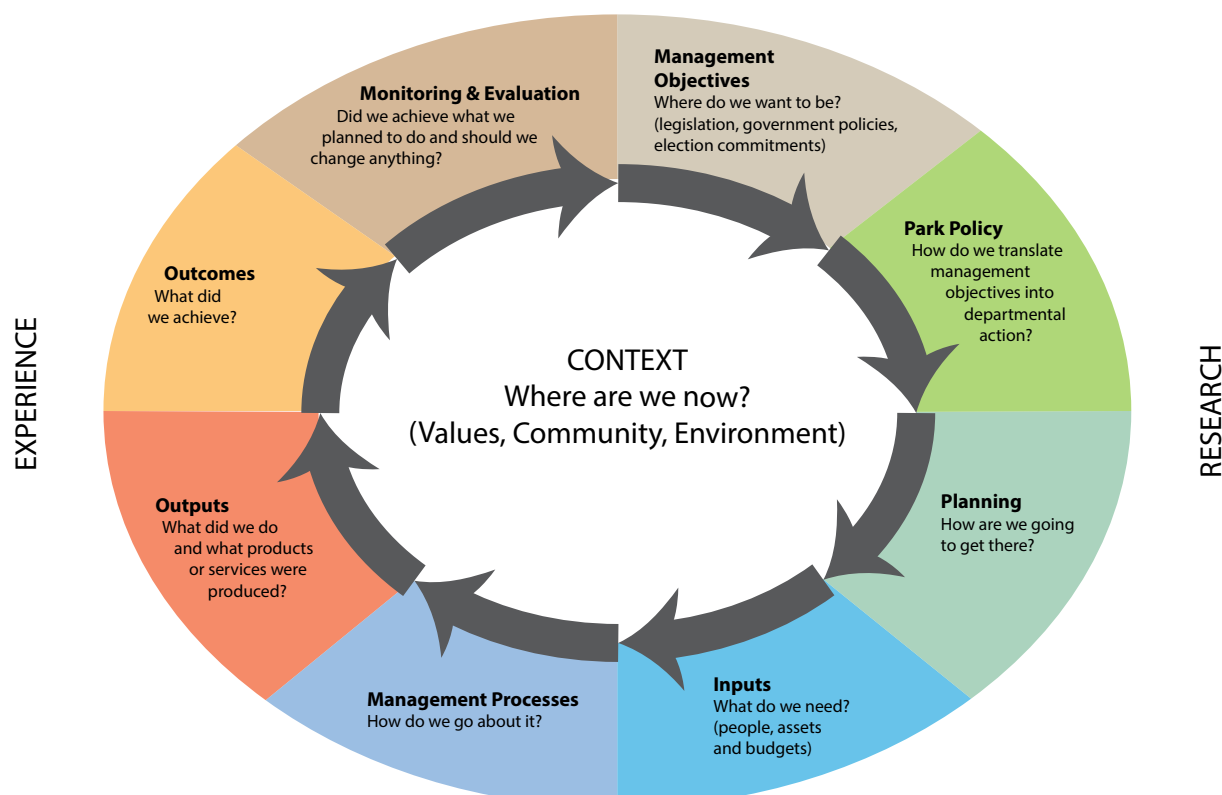 Management
Objectives
Where do we want to be?
(legislation, government policies,
election commitments)
Park Policy
How do we translate
management
objectives into
departmental
action?
Planning
How are we going
to get there?
Inputs
What do we need?
(people, assets
and budgets)
Management Processes
How do we go about it?
Outputs
What did we do
and what products
or services were
produced?
Outcomes
What did
we achieve?
Monitoring & Evaluation
Did we achieve what we
planned to do and should we
change anything?
CONTEXT
Where are we now?
(Values, Community, Environment)
EXPERIENCE
RESEARCH